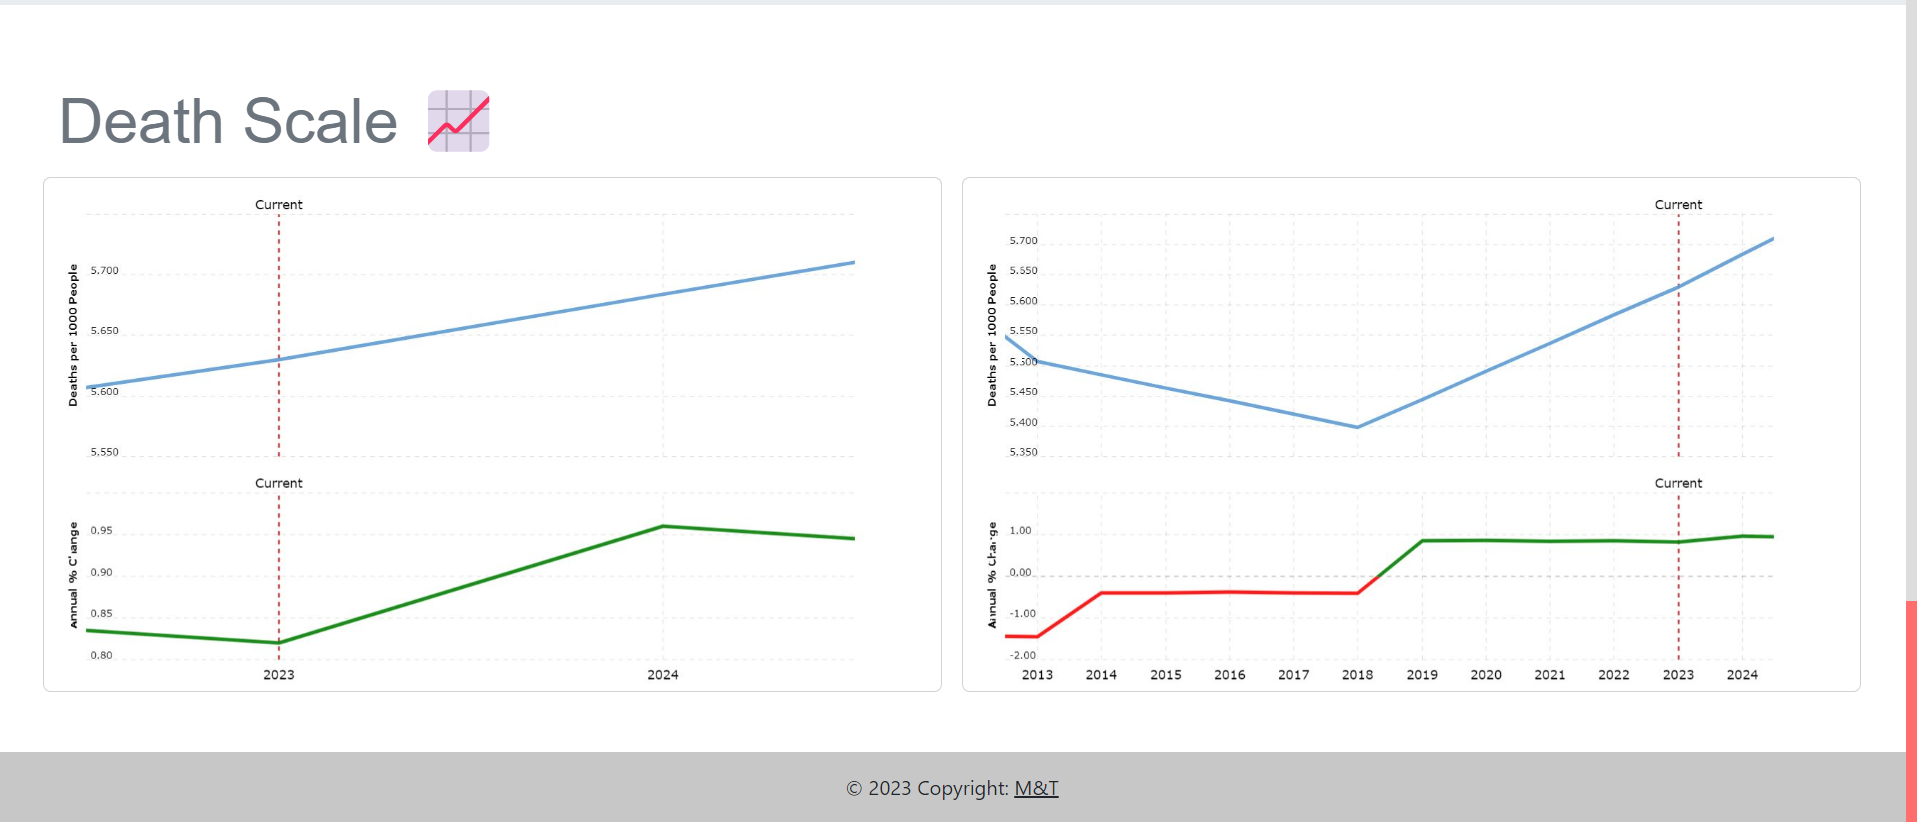 Death Scale
Current
Deaths per 1000 People
5.700
5.650
5.600
5.550
Current
Annual % Change
0.95
0.90
0.85
0.80
2023 2024
Current
Deaths per 1000 People
5.700
5.550
5.600
5.550
5.500
5.450
5.400
5.350
Current
Annual % Change
1.00
0.00
-1.00
-2.00
2013 2014 2015 2016 2017 2018 2019 2020 2021 2022 2023 2024
© 2023 Copyright: M&T